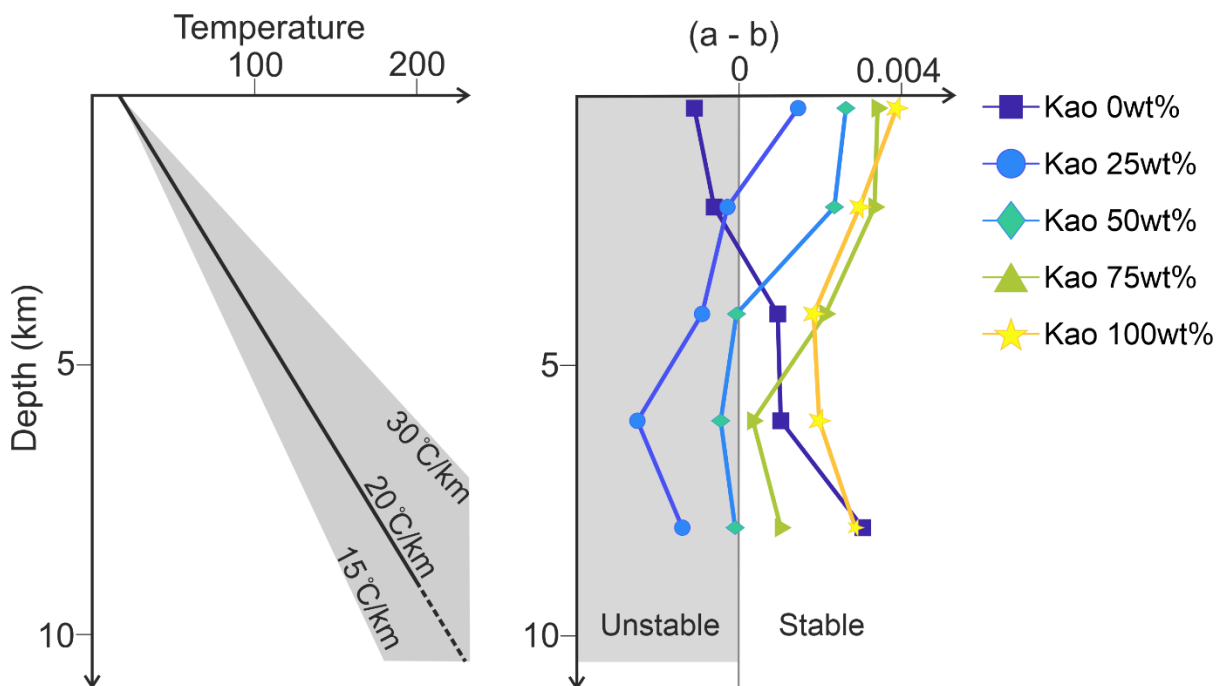 Temperature
100
200
Depth (km)
5
10
30°C/km
20°C/km
15°C/km
(a - b)
0
0.004
5
10
Unstable
Stable
Kao 0wt%
Kao 25wt%
Kao 50wt%
Kao 75wt%
Kao 100wt%